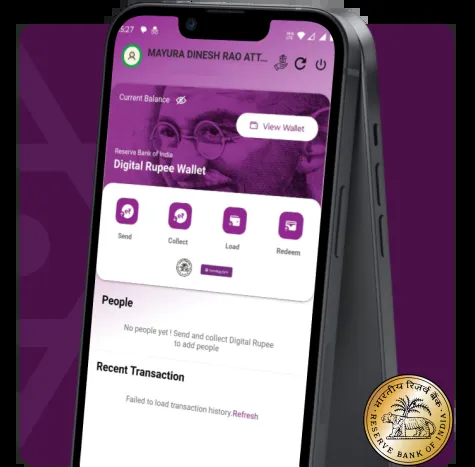 5:27
MAYURA DINESH RAO ATT...
Current Balance
View Wallet
Reserve Bank of India
Digital Rupee Wallet
Send
Collect
Load
Redeem
People
No people yet ! Send and collect Digital Rupee
to add people
Recent Transaction
Failed to load transaction history.Refresh
भारतीय रिज़र्व बैंक
RESERVE BANK OF INDIA